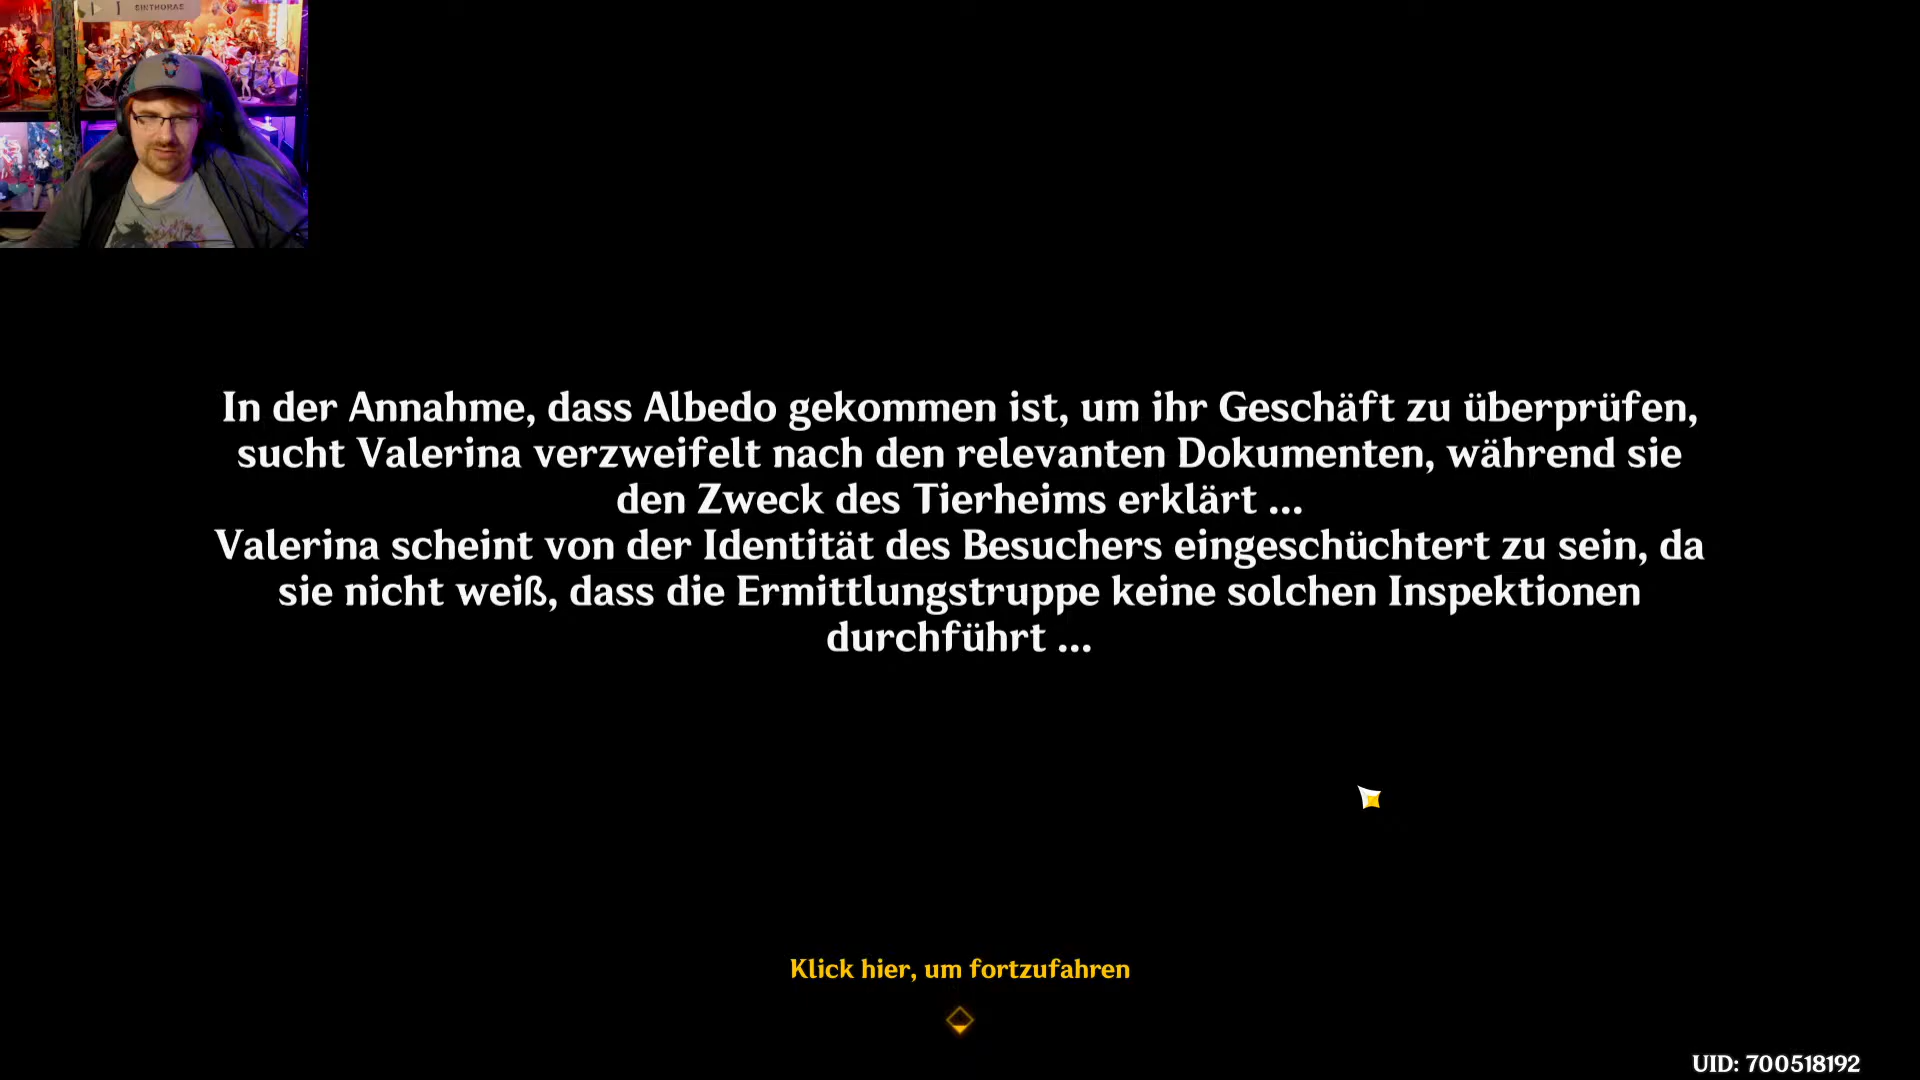 SINTHORAS
In der Annahme, dass Albedo gekommen ist, um ihr Geschäft zu überprüfen,
sucht Valerina verzweifelt nach den relevanten Dokumenten, während sie
den Zweck des Tierheims erklärt ...
Valerina scheint von der Identität des Besuchers eingeschüchtert zu sein, da
sie nicht weiß, dass die Ermittlungstruppe keine solchen Inspektionen
durchführt ...
Klick hier, um fortzufahren
UID: 700518192